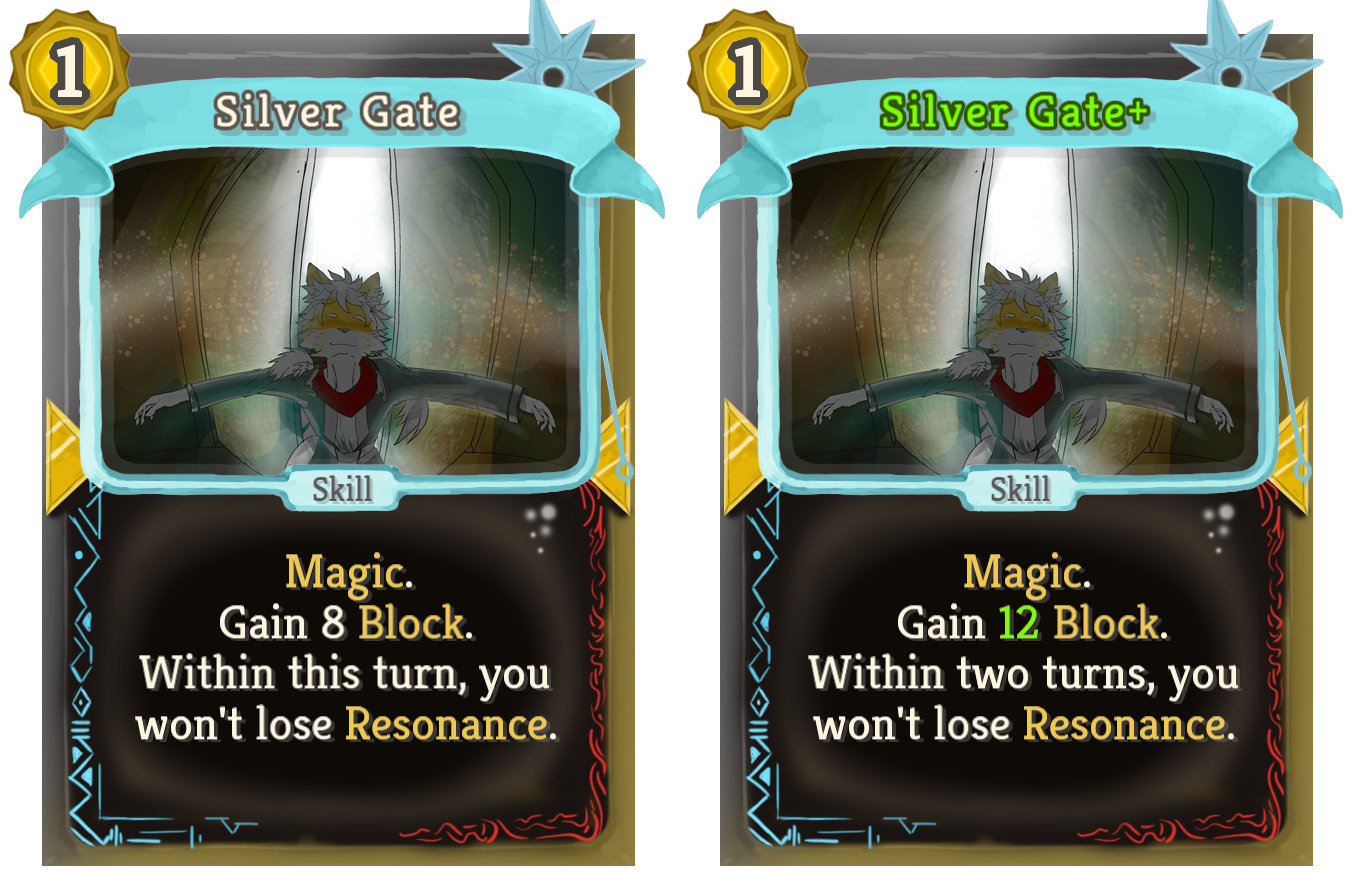 1
Silver Gate
Skill
Magic.
Gain 8 Block.
Within this turn, you
won't lose Resonance.
1
Silver Gate+
Skill
Magic.
Gain 12 Block.
Within two turns, you
won't lose Resonance.